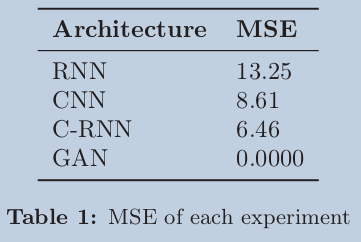 Architecture MSE
RNN 13.25
CNN 8.61
C-RNN 6.46
GAN 0.0000
Table 1: MSE of each experiment